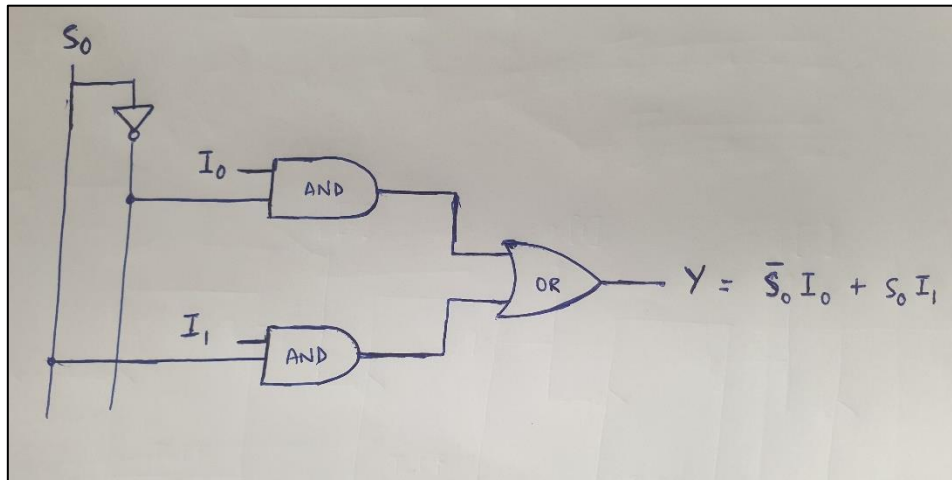 S₀
I₀
AND
OR
Y = S̅₀ I₀ + S₀ I₁
I₁
AND